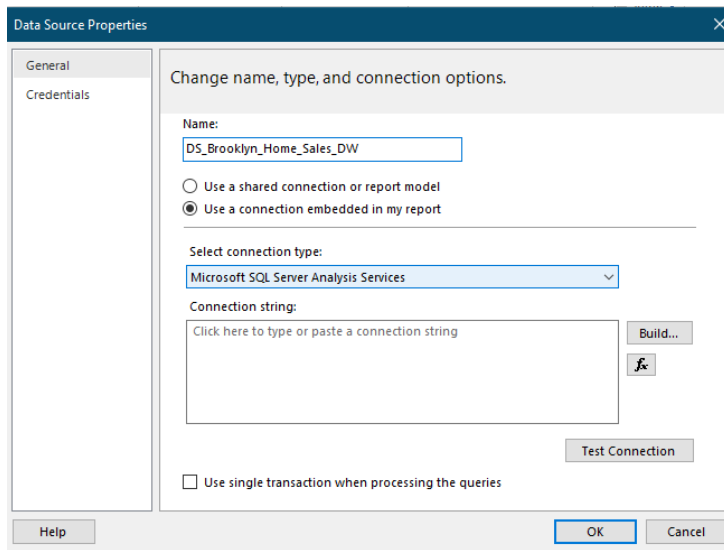 Data Source Properties
General
Credentials
Change name, type, and connection options.
Name:
DS_Brooklyn_Home_Sales_DW
Use a shared connection or report model
Use a connection embedded in my report
Select connection type:
Microsoft SQL Server Analysis Services
Connection string:
Click here to type or paste a connection string
Build...
fx
Test Connection
Use single transaction when processing the queries
Help
OK
Cancel